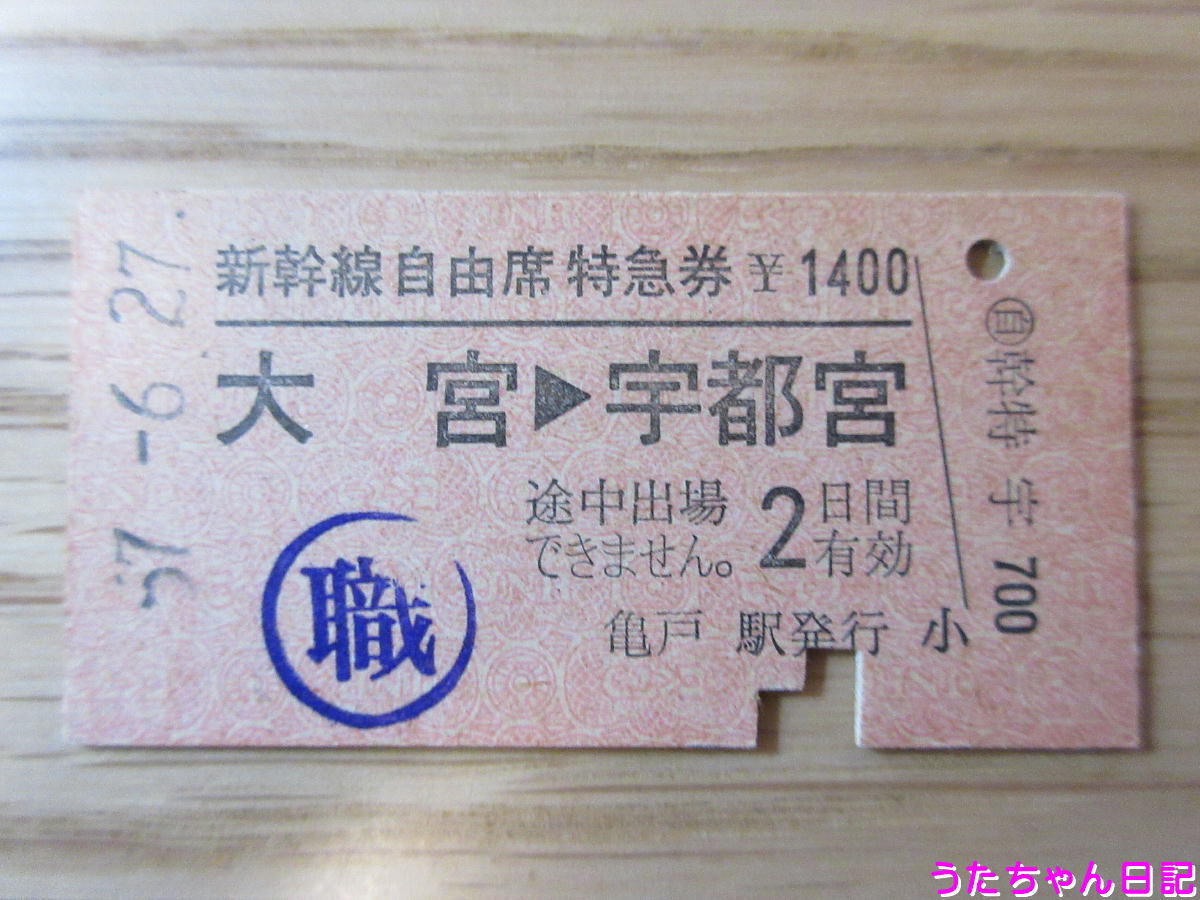 57.-6.27.
新幹線自由席特急券 ¥1400
大宮▶宇都宮
途中出場
できません。
2日間
有効
亀戸 駅発行 小
㊀幹特 宇 700
職
うたちゃん日記